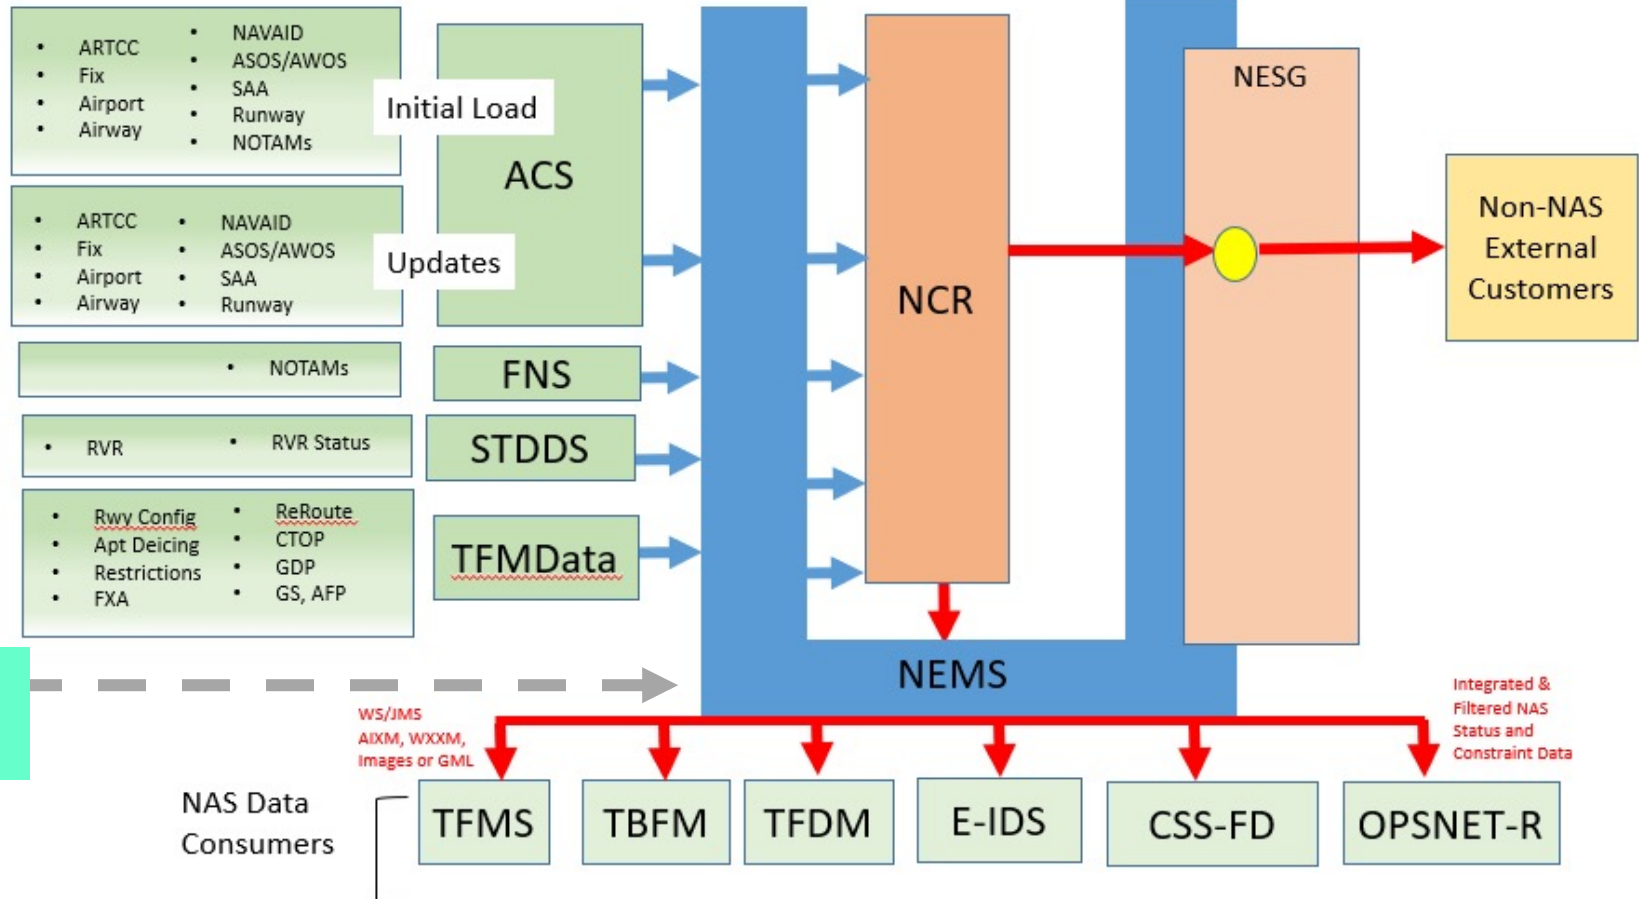 ARTCC
Fix
Airport
Airway
NAVAID
ASOS/AWOS
SAA
Runway
NOTAMs
Initial Load
ACS
ARTCC
Fix
Airport
Airway
NAVAID
ASOS/AWOS
SAA
Runway
Updates
NOTAMs
FNS
RVR
RVR Status
STDDS
Rwy Config
Apt Deicing
Restrictions
FXA
ReRoute
CTOP
GDP
GS, AFP
TFMData
NCR
NESG
Non-NAS
External
Customers
NEMS
WS/JMS
AIXM, WXXM,
Images or GML
Integrated &
Filtered NAS
Status and
Constraint Data
NAS Data
Consumers
TFMS
TBFM
TFDM
E-IDS
CSS-FD
OPSNET-R